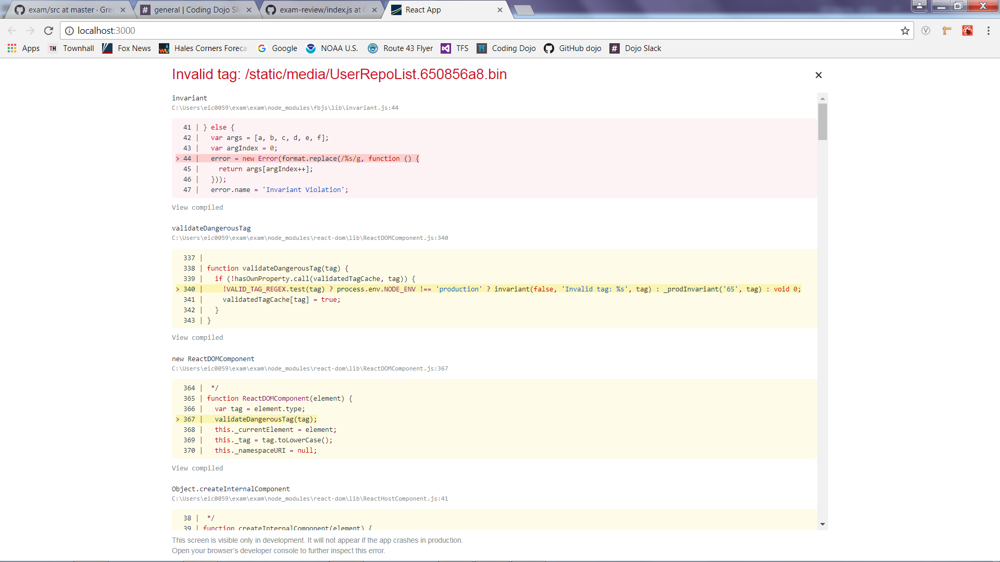 exam/src at master · Gre
general | Coding Dojo Sl
exam-review/index.js at
React App
localhost:3000
Apps
TH Townhall
Fox News
wu Hales Corners Foreca
Google
NOAA U.S.
Route 43 Flyer
TFS
Coding Dojo
GitHub dojo
# Dojo Slack
Invalid tag: /static/media/UserRepoList.650856a8.bin
invariant
C:\Users\eic0059\exam\exam\node_modules\fbjs\lib\invariant.js:44
41 | } else {
42 |   var args = [a, b, c, d, e, f];
43 |   var argIndex = 0;
> 44 |   error = new Error(format.replace(/%s/g, function () {
45 |     return args[argIndex++];
46 |   }));
47 |   error.name = 'Invariant Violation';
View compiled
validateDangerousTag
C:\Users\eic0059\exam\exam\node_modules\react-dom\lib\ReactDOMComponent.js:340
337 |
338 | function validateDangerousTag(tag) {
339 |   if (!hasOwnProperty.call(validatedTagCache, tag)) {
> 340 |     !VALID_TAG_REGEX.test(tag) ? process.env.NODE_ENV !== 'production' ? invariant(false, 'Invalid tag: %s', tag) : _prodInvariant('65', tag) : void 0;
341 |     validatedTagCache[tag] = true;
342 |   }
343 | }
View compiled
new ReactDOMComponent
C:\Users\eic0059\exam\exam\node_modules\react-dom\lib\ReactDOMComponent.js:367
364 |  */
365 | function ReactDOMComponent(element) {
366 |   var tag = element.type;
> 367 |   validateDangerousTag(tag);
368 |   this._currentElement = element;
369 |   this._tag = tag.toLowerCase();
370 |   this._namespaceURI = null;
View compiled
Object.createInternalComponent
C:\Users\eic0059\exam\exam\node_modules\react-dom\lib\ReactHostComponent.js:41
38 |  */
39 | function createInternalComponent(element) {
This screen is visible only in development. It will not appear if the app crashes in production.
Open your browser's developer console to further inspect this error.